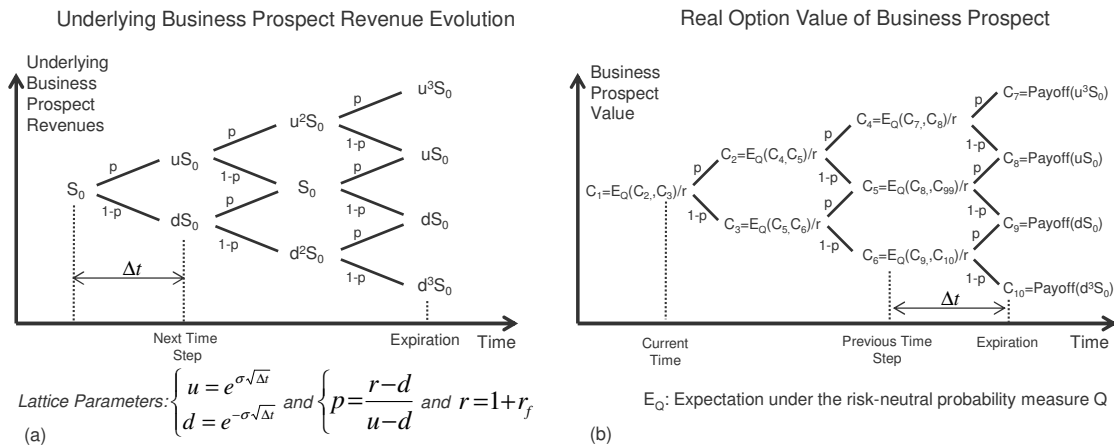 Underlying Business Prospect Revenue Evolution
Underlying
Business
Prospect
Revenues
S₀
p
1-p
uS₀
dS₀
p
1-p
p
1-p
u²S₀
S₀
d²S₀
p
1-p
p
1-p
p
1-p
u³S₀
uS₀
dS₀
d³S₀
Δt
Next Time
Step
Expiration
Time
Lattice Parameters: { u = e^{σ√Δt} d = e^{-σ√Δt} and { p = \frac{r-d}{u-d} and r = 1 + r_f
(a)
Real Option Value of Business Prospect
Business
Prospect
Value
C₁=E_Q(C₂,,C₃)/r
p
1-p
C₂=E_Q(C₄,C₅)/r
C₃=E_Q(C₅,C₆)/r
p
1-p
p
1-p
C₄=E_Q(C₇,,C₈)/r
C₅=E_Q(C₈,,C₉₉)/r
C₆=E_Q(C₉,,C₁₀)/r
p
1-p
p
1-p
p
1-p
C₇=Payoff(u³S₀)
C₈=Payoff(uS₀)
C₉=Payoff(dS₀)
C₁₀=Payoff(d³S₀)
Δt
Current
Time
Previous Time
Step
Expiration
Time
E_Q: Expectation under the risk-neutral probability measure Q
(b)